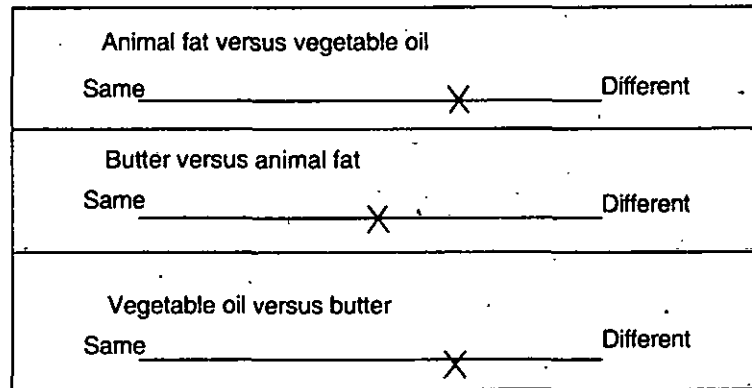 Animal fat versus vegetable oil
Same X Different
Butter versus animal fat
Same X Different
Vegetable oil versus butter
Same X Different